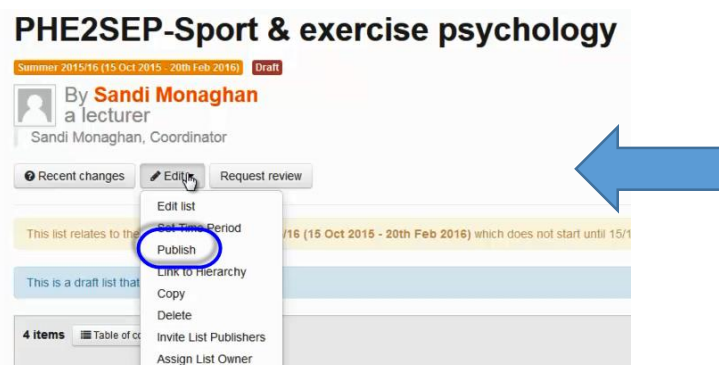 PHE2SEP-Sport & exercise psychology
Summer 2015/16 (15 Oct 2015 - 20th Feb 2016) Draft
By Sandi Monaghan
a lecturer
Sandi Monaghan, Coordinator
Recent changes Edit Request review
Edit list
Set Time Period
This list relates to the /16 (15 Oct 2015 - 20th Feb 2016) which does not start until 15/1
Publish
Link to Hierarchy
This is a draft list that
Copy
Delete
4 items Table of co
Invite List Publishers
Assign List Owner